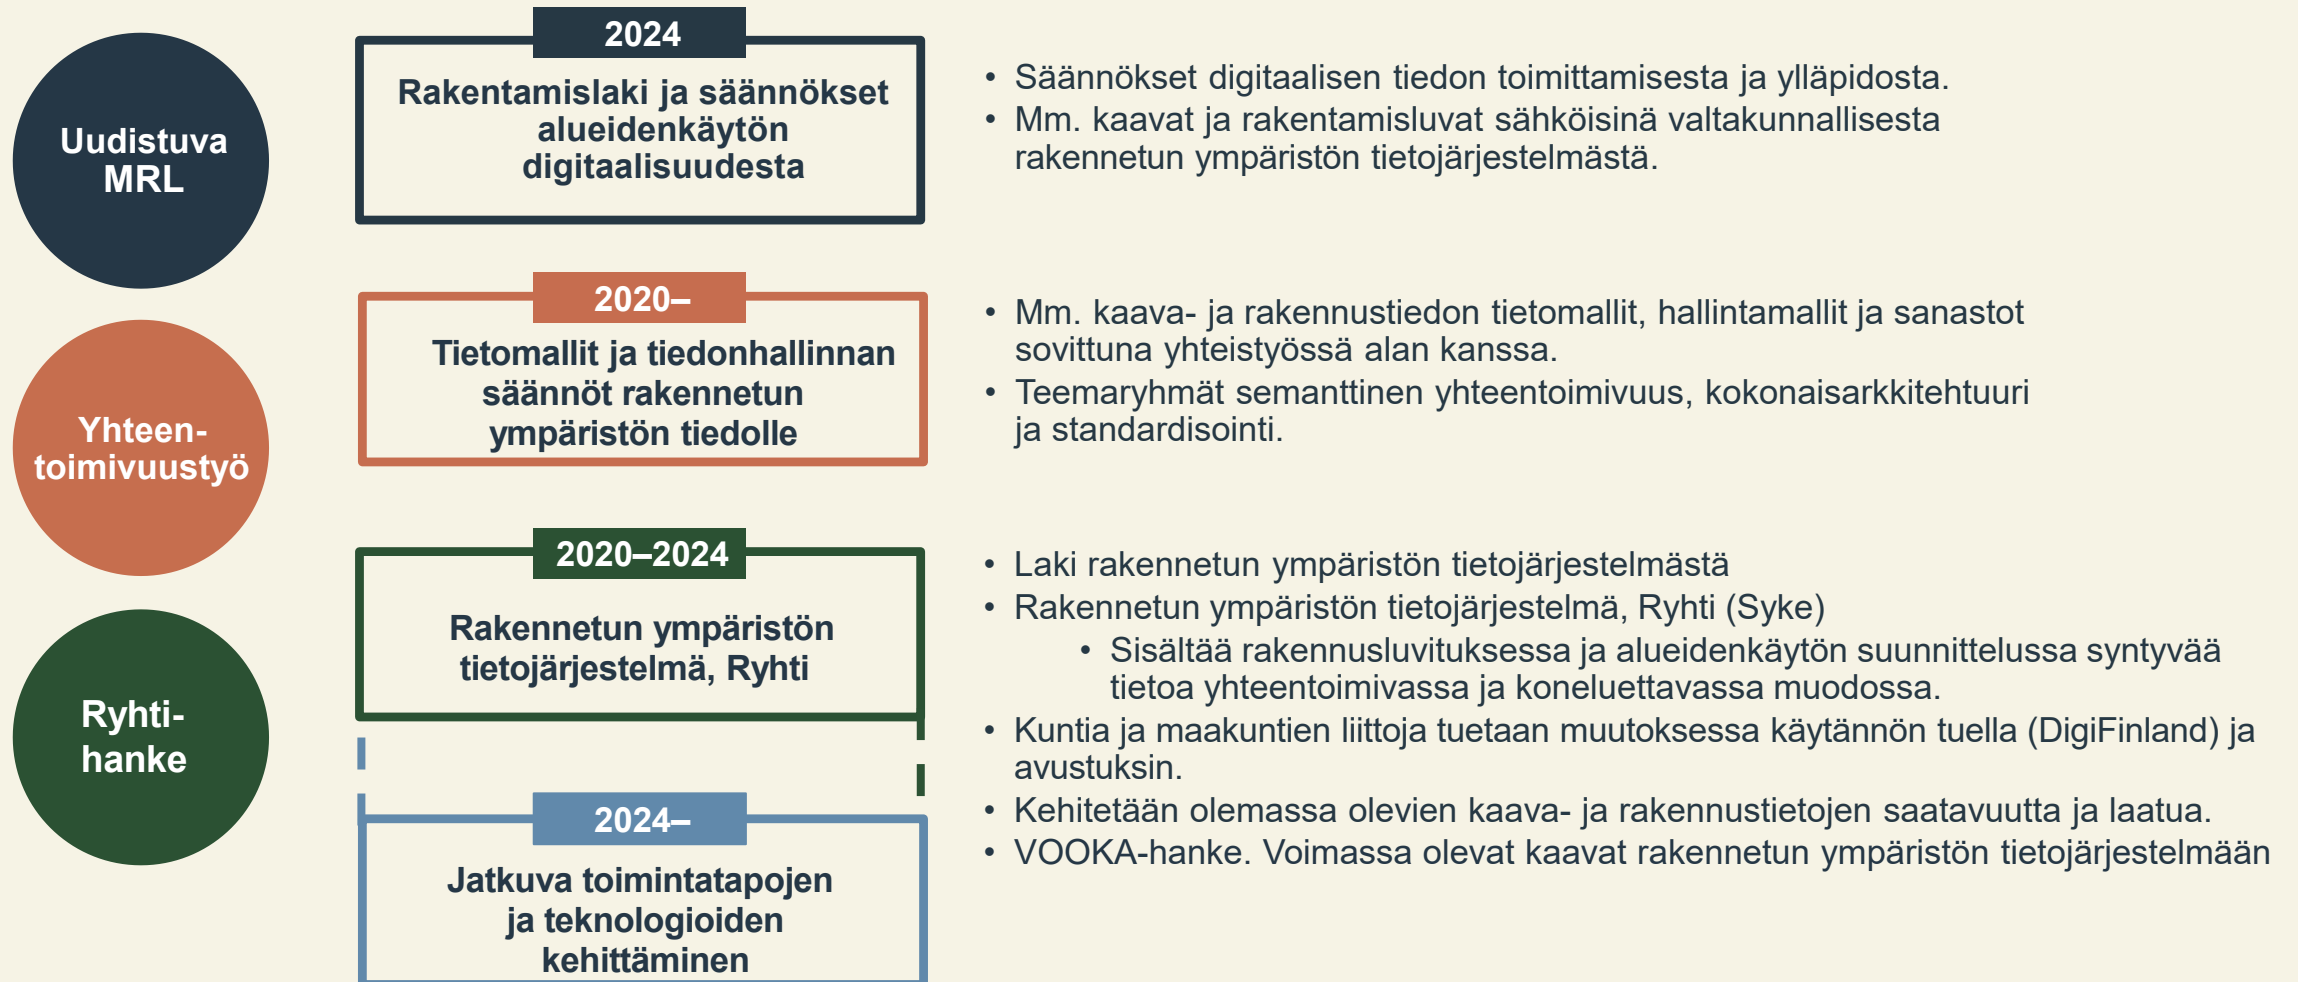 Uudistuva
MRL
2024
Rakentamislaki ja säännökset
alueidenkäytön
digitaalisuudesta
• Säännökset digitaalisen tiedon toimittamisesta ja ylläpidosta.
• Mm. kaavat ja rakentamisluvat sähköisinä valtakunnallisesta
rakennetun ympäristön tietojärjestelmästä.
Yhteen-
toimivuustyö
2020–
Tietomallit ja tiedonhallinnan
säännöt rakennetun
ympäristön tiedolle
• Mm. kaava- ja rakennustiedon tietomallit, hallintamallit ja sanastot
sovittuna yhteistyössä alan kanssa.
• Teemaryhmät semanttinen yhteentoimivuus, kokonaisarkkitehtuuri
ja standardisointi.
Ryhti-
hanke
2020–2024
Rakennetun ympäristön
tietojärjestelmä, Ryhti
2024–
Jatkuva toimintatapojen
ja teknologioiden
kehittäminen
• Laki rakennetun ympäristön tietojärjestelmästä
• Rakennetun ympäristön tietojärjestelmä, Ryhti (Syke)
• Sisältää rakennusluvituksessa ja alueidenkäytön suunnittelussa syntyvää
tietoa yhteentoimivassa ja koneluettavassa muodossa.
• Kuntia ja maakuntien liittoja tuetaan muutoksessa käytännön tuella (DigiFinland) ja
avustuksin.
• Kehitetään olemassa olevien kaava- ja rakennustietojen saatavuutta ja laatua.
• VOOKA-hanke. Voimassa olevat kaavat rakennetun ympäristön tietojärjestelmään